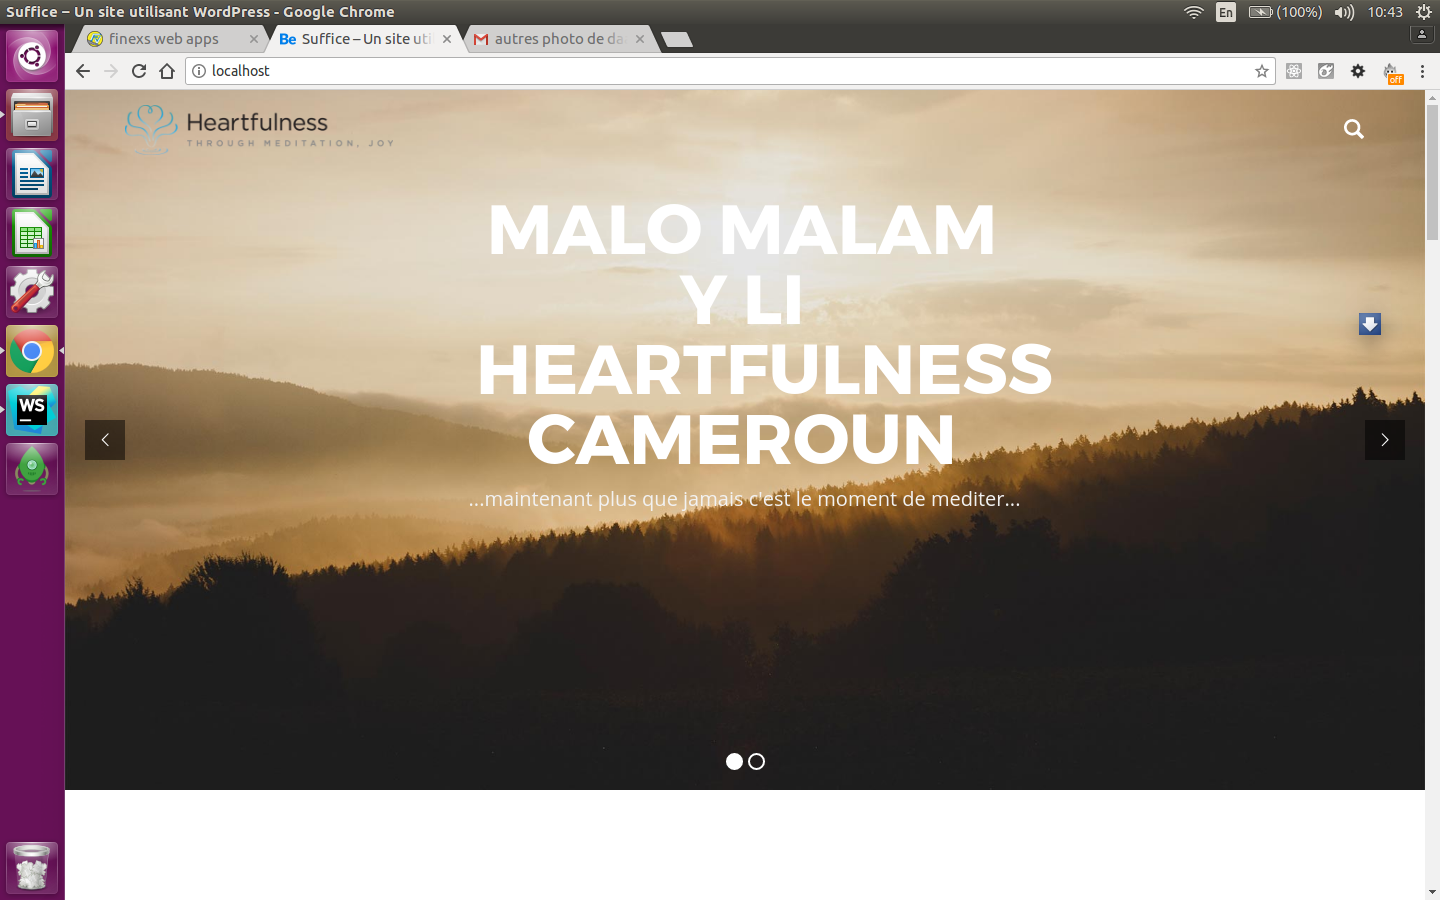 Suffice – Un site utilisant WordPress - Google Chrome
En
(100%)
10:43
finexs web apps
Be Suffice – Un site uti
autres photo de da
localhost
off
Heartfulness
THROUGH MEDITATION, JOY
MALO MALAM
Y LI
HEARTFULNESS
CAMEROUN
...maintenant plus que jamais c'est le moment de mediter...
WS